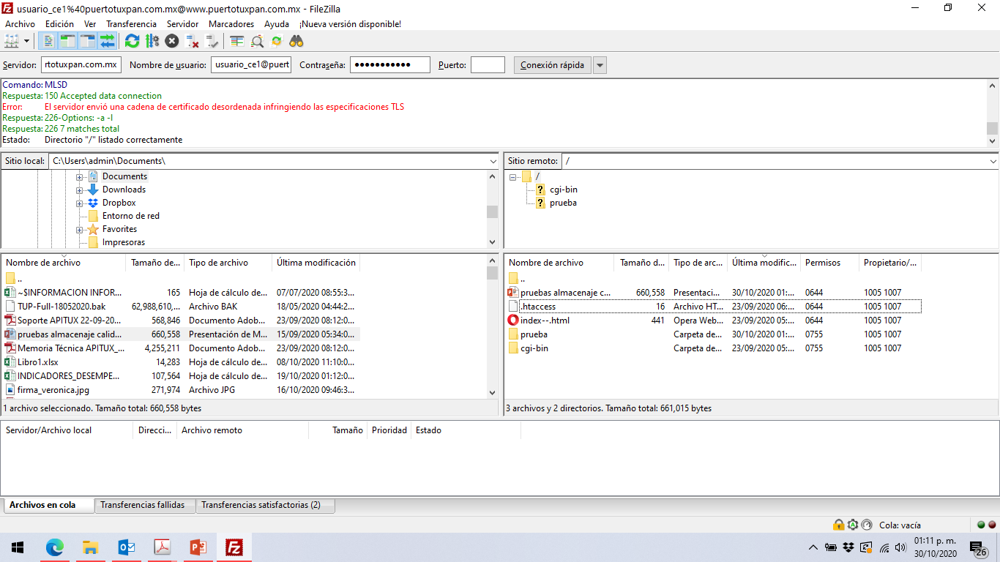 usuario_ce1%40puertotuxpan.com.mx@www.puertotuxpan.com.mx - FileZilla
Archivo Edición Ver Transferencia Servidor Marcadores Ayuda ¡Nueva versión disponible!
Servidor: rtotuxpan.com.mx Nombre de usuario: usuario_ce1@puert Contraseña: ●●●●●●●●●●● Puerto: Conexión rápida
Comando: MLSD
Respuesta: 150 Accepted data connection
Error: El servidor envió una cadena de certificado desordenada infringiendo las especificaciones TLS
Respuesta: 226-Options: -a -l
Respuesta: 226 7 matches total
Estado: Directorio "/" listado correctamente
Sitio local: C:\Users\admin\Documents\
Documents
Downloads
Dropbox
Entorno de red
Favorites
Impresoras
Sitio remoto: /
/
cgi-bin
prueba
Nombre de archivo Tamaño de... Tipo de archivo Última modificación
..
~$INFORMACION INFOR... 165 Hoja de cálculo de... 07/07/2020 08:55:3...
TUP-Full-18052020.bak 62,988,610,... Archivo BAK 18/05/2020 04:44:2...
Soporte APITUX 22-09-20... 568,846 Documento Adob... 23/09/2020 08:12:0...
pruebas almacenaje calid... 660,558 Presentación de M... 15/09/2020 05:34:0...
Memoria Técnica APITUX_... 4,255,211 Documento Adob... 23/09/2020 08:12:0...
Libro1.xlsx 14,283 Hoja de cálculo de... 08/10/2020 11:10:0...
INDICADORES_DESEMPE... 107,564 Hoja de cálculo de... 19/10/2020 01:12:0...
firma_veronica.jpg 271,974 Archivo JPG 16/10/2020 09:46:3...
1 archivo seleccionado. Tamaño total: 660,558 bytes
Nombre de archivo Tamaño d... Tipo de arc... Última modific... Permisos Propietario/...
..
pruebas almacenaje c... 660,558 Presentaci... 30/10/2020 01:... 0644 1005 1007
.htaccess 16 Archivo HT... 23/09/2020 06:... 0644 1005 1007
index--.html 441 Opera Web... 23/09/2020 05:... 0644 1005 1007
prueba Carpeta de... 30/10/2020 01:... 0755 1005 1007
cgi-bin Carpeta de... 23/09/2020 05:... 0755 1005 1007
3 archivos y 2 directorios. Tamaño total: 661,015 bytes
Servidor/Archivo local Direcci... Archivo remoto Tamaño Prioridad Estado
Archivos en cola Transferencias fallidas Transferencias satisfactorias (2)
Cola: vacía
01:11 p. m.
30/10/2020
26